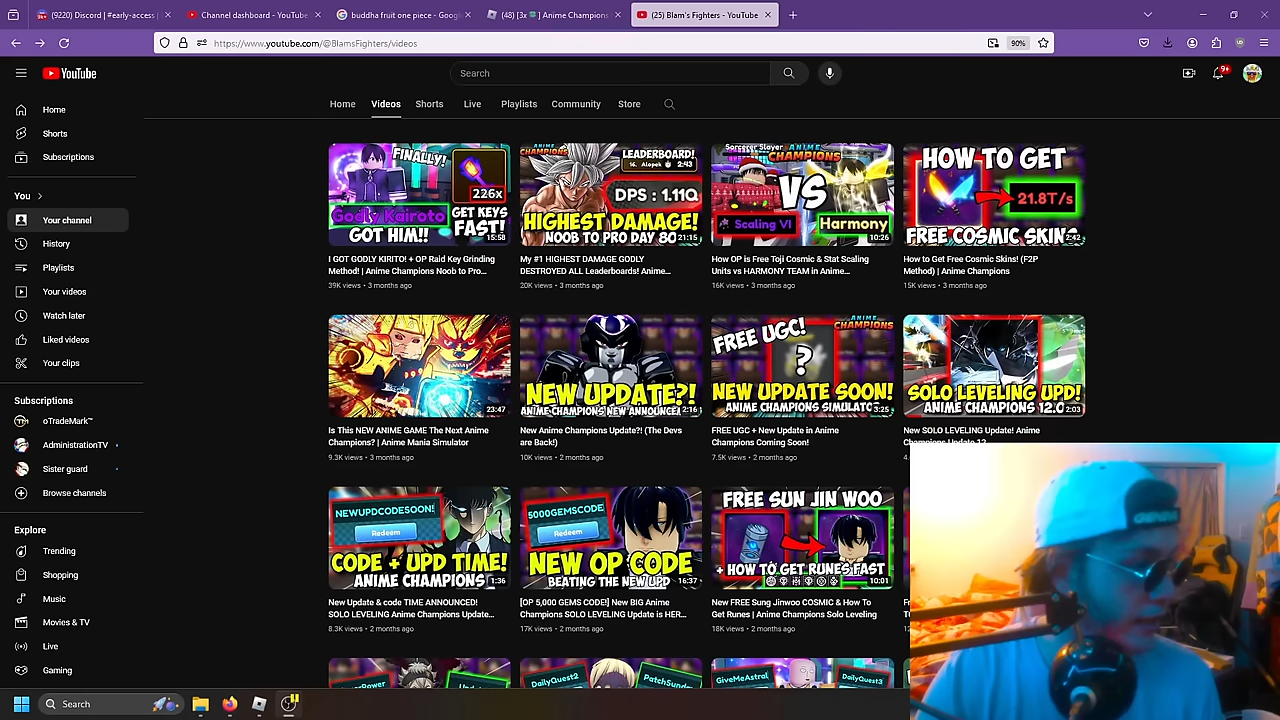 (9220) Discord | #early-access |
Channel dashboard - YouTube
buddha fruit one piece - Goog
(48) [3x ] Anime Champions
(25) Blam's Fighters - YouTube
https://www.youtube.com/@BlamsFighters/videos
90%
YouTube
Search
9+
Home
Shorts
Subscriptions
You
Your channel
History
Playlists
Your videos
Watch later
Liked videos
Your clips
Subscriptions
oTradeMark™
AdministrationTV
Sister guard
Browse channels
Explore
Trending
Shopping
Music
Movies & TV
Live
Gaming
Home Videos Shorts Live Playlists Community Store
FINALLY!
226x
Godly Kairoto
GOT HIM!!
GET KEYS
FAST!
15:58
I GOT GODLY KIRITO! + OP Raid Key Grinding
Method! | Anime Champions Noob to Pro...
39K views • 3 months ago
LEADERBOARD!
16. Alopek 2:43
DPS : 1.11Q
HIGHEST DAMAGE!
NOOB TO PRO DAY 80
21:15
My #1 HIGHEST DAMAGE GODLY
DESTROYED ALL Leaderboards! Anime...
20K views • 3 months ago
Sorcerer Slayer
ANIME
CHAMPIONS
VS
Scaling VI
Harmony
10:26
How OP is Free Toji Cosmic & Stat Scaling
Units vs HARMONY TEAM in Anime...
16K views • 3 months ago
HOW TO GET
21.8T/s
FREE COSMIC SKINS
2:42
How to Get Free Cosmic Skins! (F2P
Method) | Anime Champions
15K views • 3 months ago
23:47
Is This NEW ANIME GAME The Next Anime
Champions? | Anime Mania Simulator
9.3K views • 3 months ago
NEW UPDATE?!
ANIME CHAMPIONS NEW ANNOUNCE
2:16
New Anime Champions Update?! (The Devs
are Back!)
10K views • 2 months ago
FREE UGC!
ANIME
CHAMPIONS
?
NEW UPDATE SOON!
ANIME CHAMPIONS SIMULATO
3:25
FREE UGC + New Update in Anime
Champions Coming Soon!
7.5K views • 2 months ago
SOLO LEVELING UPD!
ANIME CHAMPIONS 12.0
2:03
New SOLO LEVELING Update! Anime
Champions Update 12
NEWUPDCODESOON!
Redeem
CODE + UPD TIME!
ANIME CHAMPIONS
1:36
New Update & code TIME ANNOUNCED!
SOLO LEVELING Anime Champions Update...
8.3K views • 2 months ago
5000GEMSCODE
Redeem
NEW OP CODE
BEATING THE NEW UPD
16:37
[OP 5,000 GEMS CODE!] New BIG Anime
Champions SOLO LEVELING Update is HER...
17K views • 2 months ago
FREE SUN JIN WOO
+ HOW TO GET RUNES FAST
10:01
New FREE Sung Jinwoo COSMIC & How To
Get Runes | Anime Champions Solo Leveling
18K views • 2 months ago
DailyQuest2
PatchSund
GiveMeAstral
DailyQuest3
Search